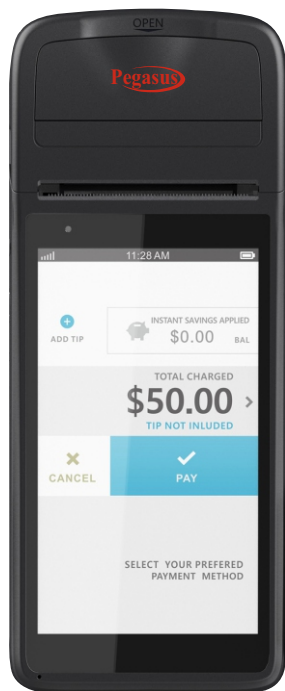 OPEN
Pegasus
11:28 AM
INSTANT SAVINGS APPLIED
ADD TIP
$0.00 BAL
TOTAL CHARGED
$50.00
TIP NOT INLUDED
CANCEL
PAY
SELECT YOUR PREFERED
PAYMENT METHOD